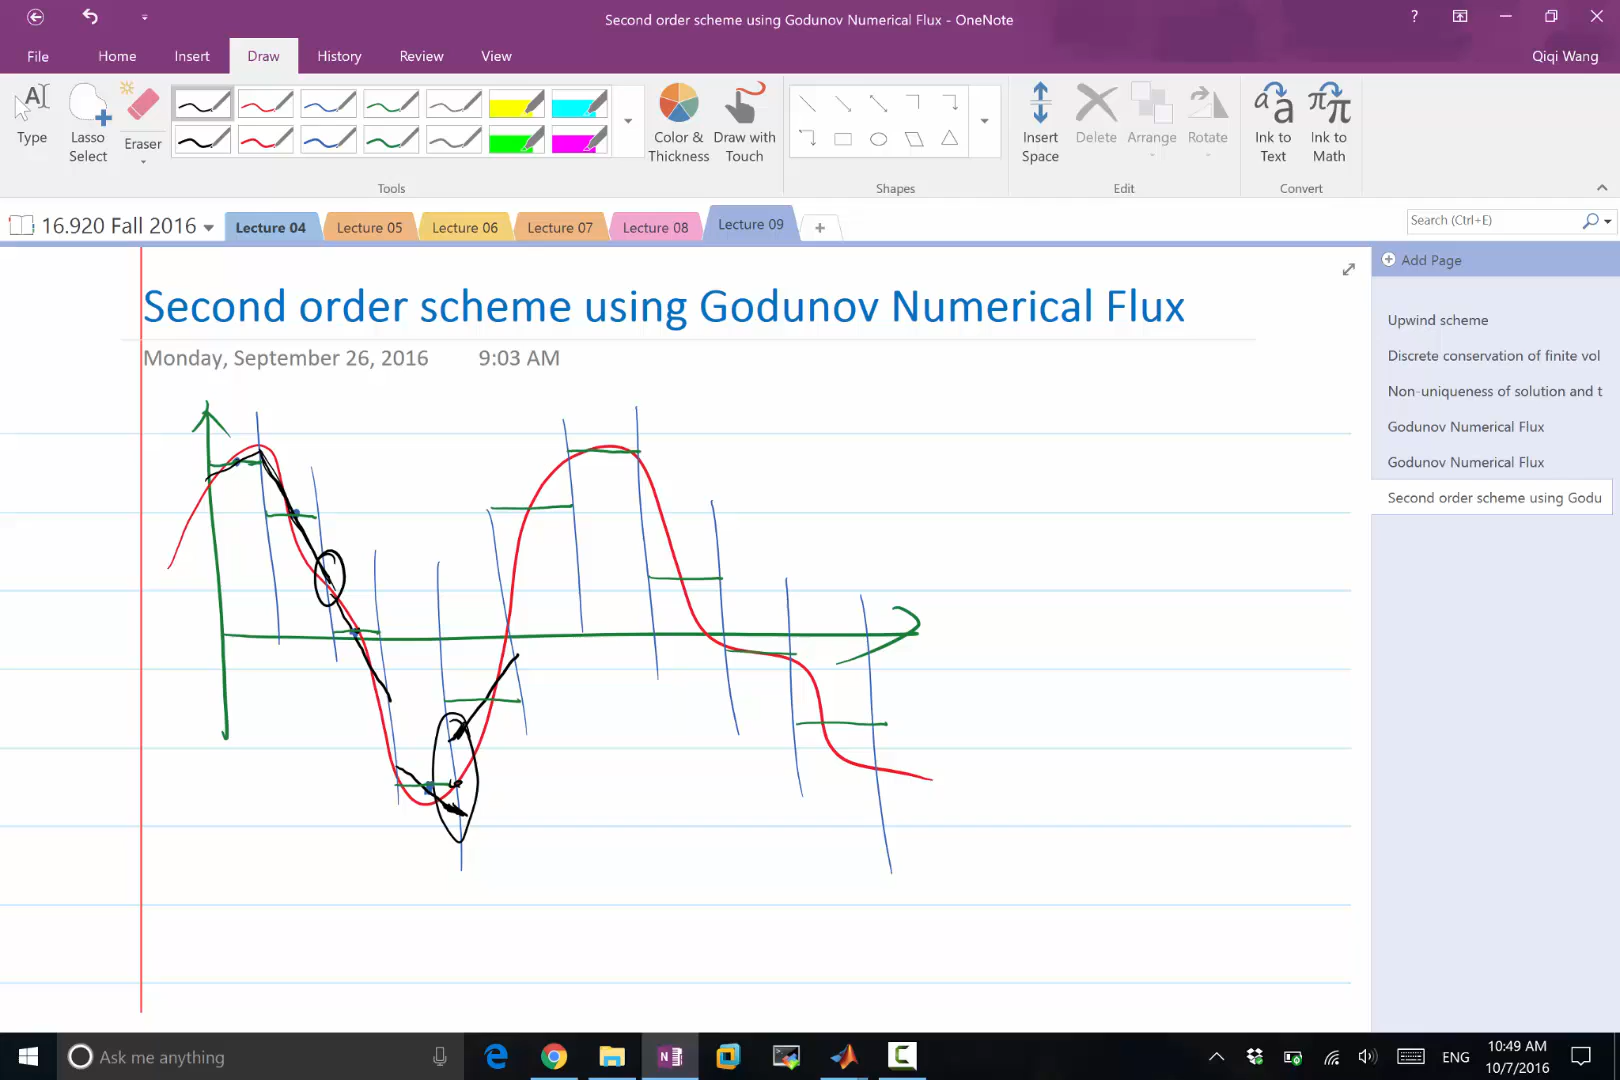 Second order scheme using Godunov Numerical Flux - OneNote
?
File
Home
Insert
Draw
History
Review
View
Qiqi Wang
Type
Lasso Select
Eraser
Color & Thickness
Draw with Touch
Insert Space
Delete
Arrange
Rotate
Ink to Text
Ink to Math
Tools
Shapes
Edit
Convert
16.920 Fall 2016
Lecture 04
Lecture 05
Lecture 06
Lecture 07
Lecture 08
Lecture 09
+
Search (Ctrl+E)
Add Page
Second order scheme using Godunov Numerical Flux
Monday, September 26, 2016
9:03 AM
Upwind scheme
Discrete conservation of finite vol
Non-uniqueness of solution and t
Godunov Numerical Flux
Godunov Numerical Flux
Second order scheme using Godu
Ask me anything
ENG
10:49 AM
10/7/2016